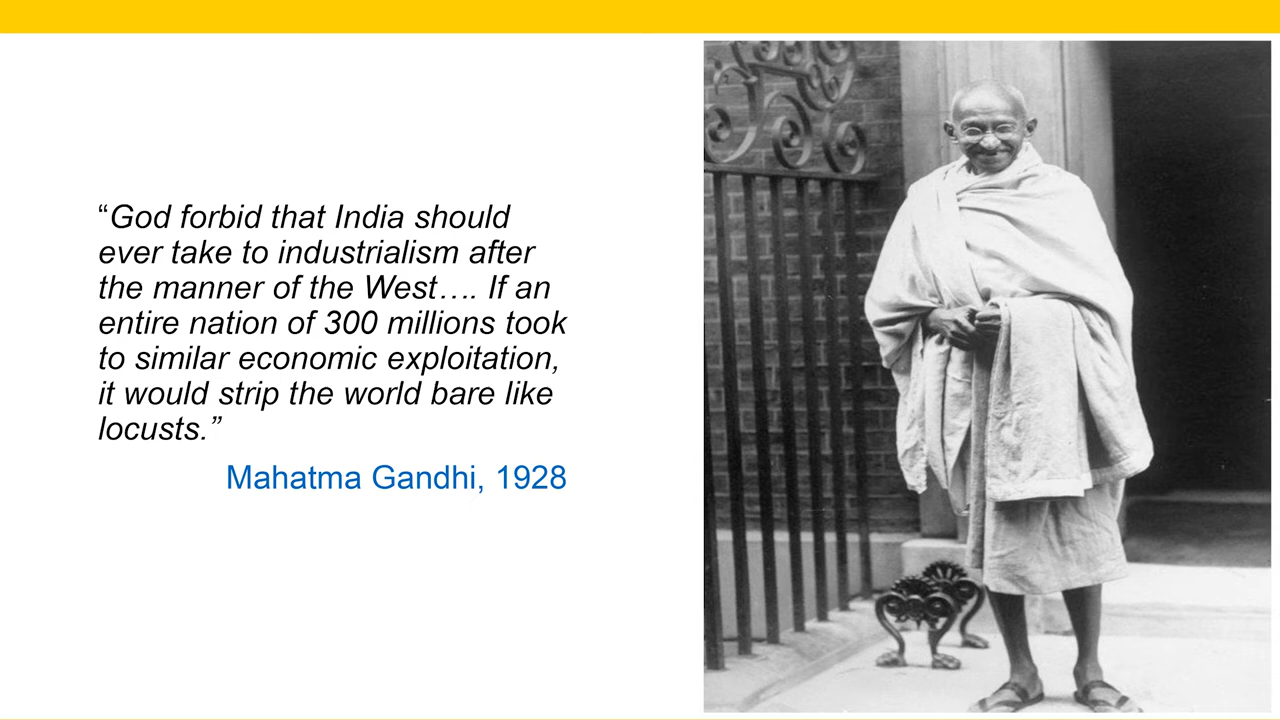 “God forbid that India should
ever take to industrialism after
the manner of the West…. If an
entire nation of 300 millions took
to similar economic exploitation,
it would strip the world bare like
locusts.”
Mahatma Gandhi, 1928